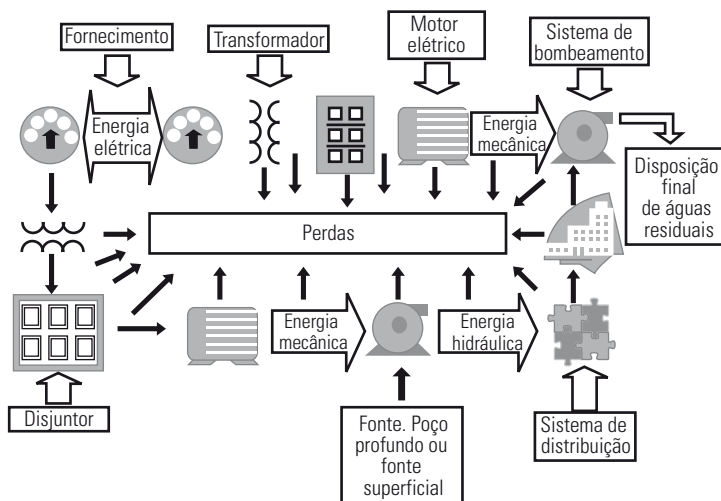 Fornecimento
Transformador
Motor
elétrico
Sistema de
bombeamento
Energia
elétrica
Energia
mecânica
Disposição
final
de águas
residuais
Perdas
Energia
mecânica
Energia
hidráulica
Disjuntor
Fonte. Poço
profundo ou
fonte
superficial
Sistema de
distribuição